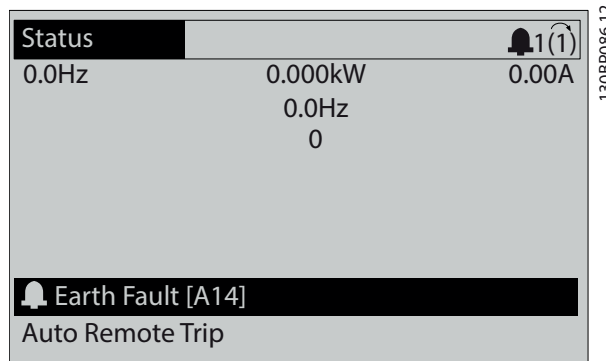 Status 1(1)
0.0Hz 0.000kW 0.00A
0.0Hz
0
Earth Fault [A14]
Auto Remote Trip
130BP086.12